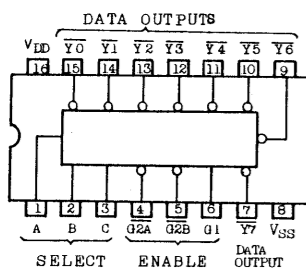 DATA OUTPUTS
VDD Y0 Y1 Y2 Y3 Y4 Y5 Y6
16 15 14 13 12 11 10 9
1 2 3 4 5 6 7 8
A B C G2A G2B G1 Y7 VSS
SELECT ENABLE DATA OUTPUT